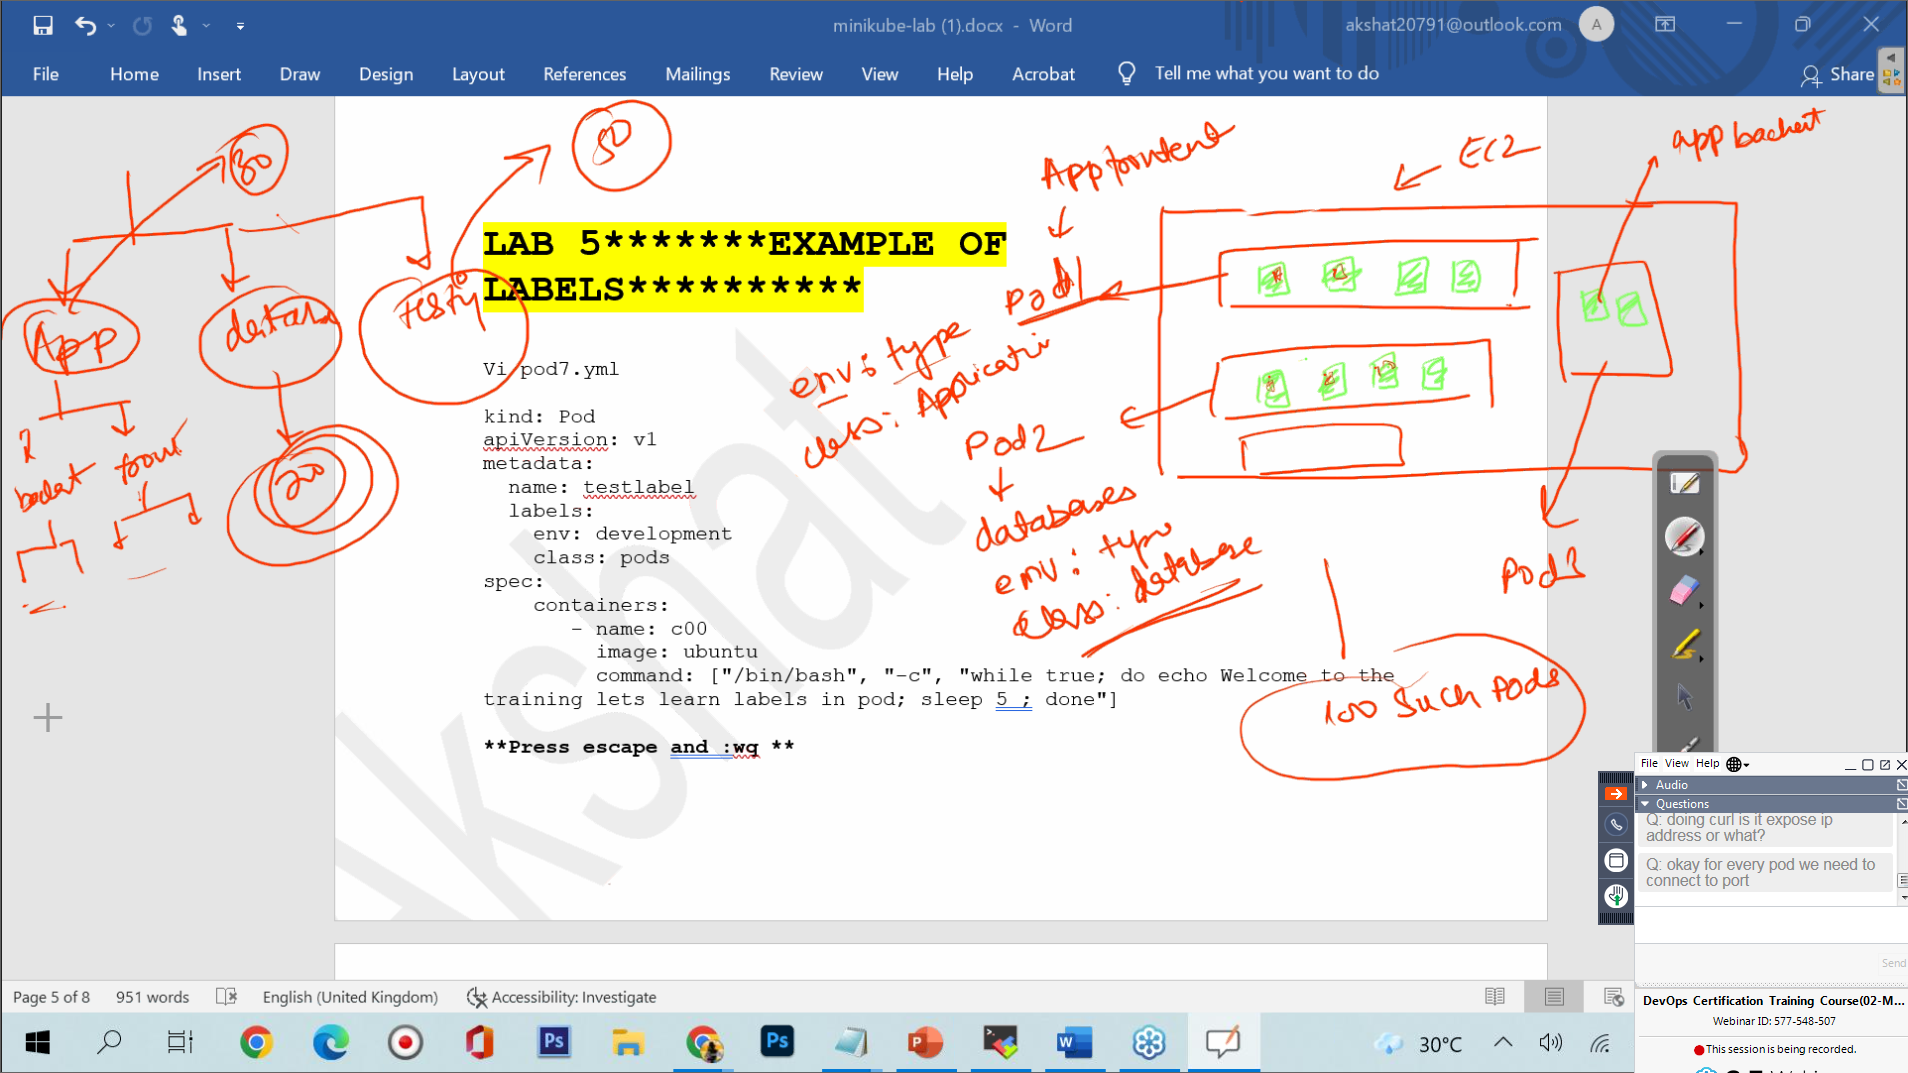 minikube-lab (1).docx - Word
akshat20791@outlook.com
A
File Home Insert Draw Design Layout References Mailings Review View Help Acrobat Tell me what you want to do
Share
80
50
App frontend
EC2
app backend
LAB 5*******EXAMPLE OF
LABELS**********
App
database
testy
Pod1
env: type
class: Applicati
Vi pod7.yml
kind: Pod
apiVersion: v1
metadata:
name: testlabel
labels:
env: development
class: pods
spec:
containers:
- name: c00
image: ubuntu
command: ["/bin/bash", "-c", "while true; do echo Welcome to the
training lets learn labels in pod; sleep 5 ; done"]
**Press escape and :wq **
front
200
Pod2
databases
env: type
class: database
Pod3
100 such pods
Akshat
File View Help
Audio
Questions
Q: doing curl is it expose ip
address or what?
Q: okay for every pod we need to
connect to port
Send
DevOps Certification Training Course(02-M...
Webinar ID: 577-548-507
This session is being recorded.
Page 5 of 8 951 words English (United Kingdom) Accessibility: Investigate
Ps
Ps
P
W
30°C